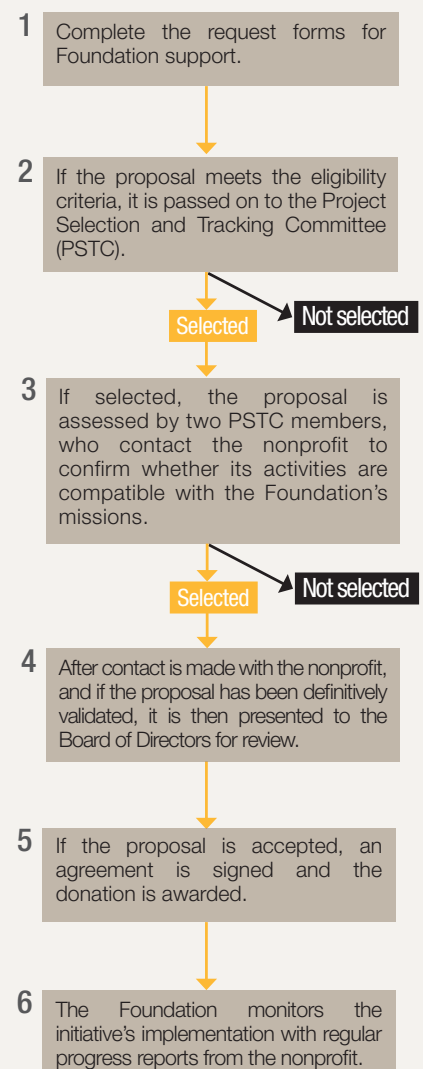 1
Complete the request forms for
Foundation support.
2
If the proposal meets the eligibility
criteria, it is passed on to the Project
Selection and Tracking Committee
(PSTC).
Selected
Not selected
3
If selected, the proposal is
assessed by two PSTC members,
who contact the nonprofit to
confirm whether its activities are
compatible with the Foundation's
missions.
Selected
Not selected
4
After contact is made with the nonprofit,
and if the proposal has been definitively
validated, it is then presented to the
Board of Directors for review.
5
If the proposal is accepted, an
agreement is signed and the
donation is awarded.
6
The Foundation monitors the
initiative's implementation with regular
progress reports from the nonprofit.